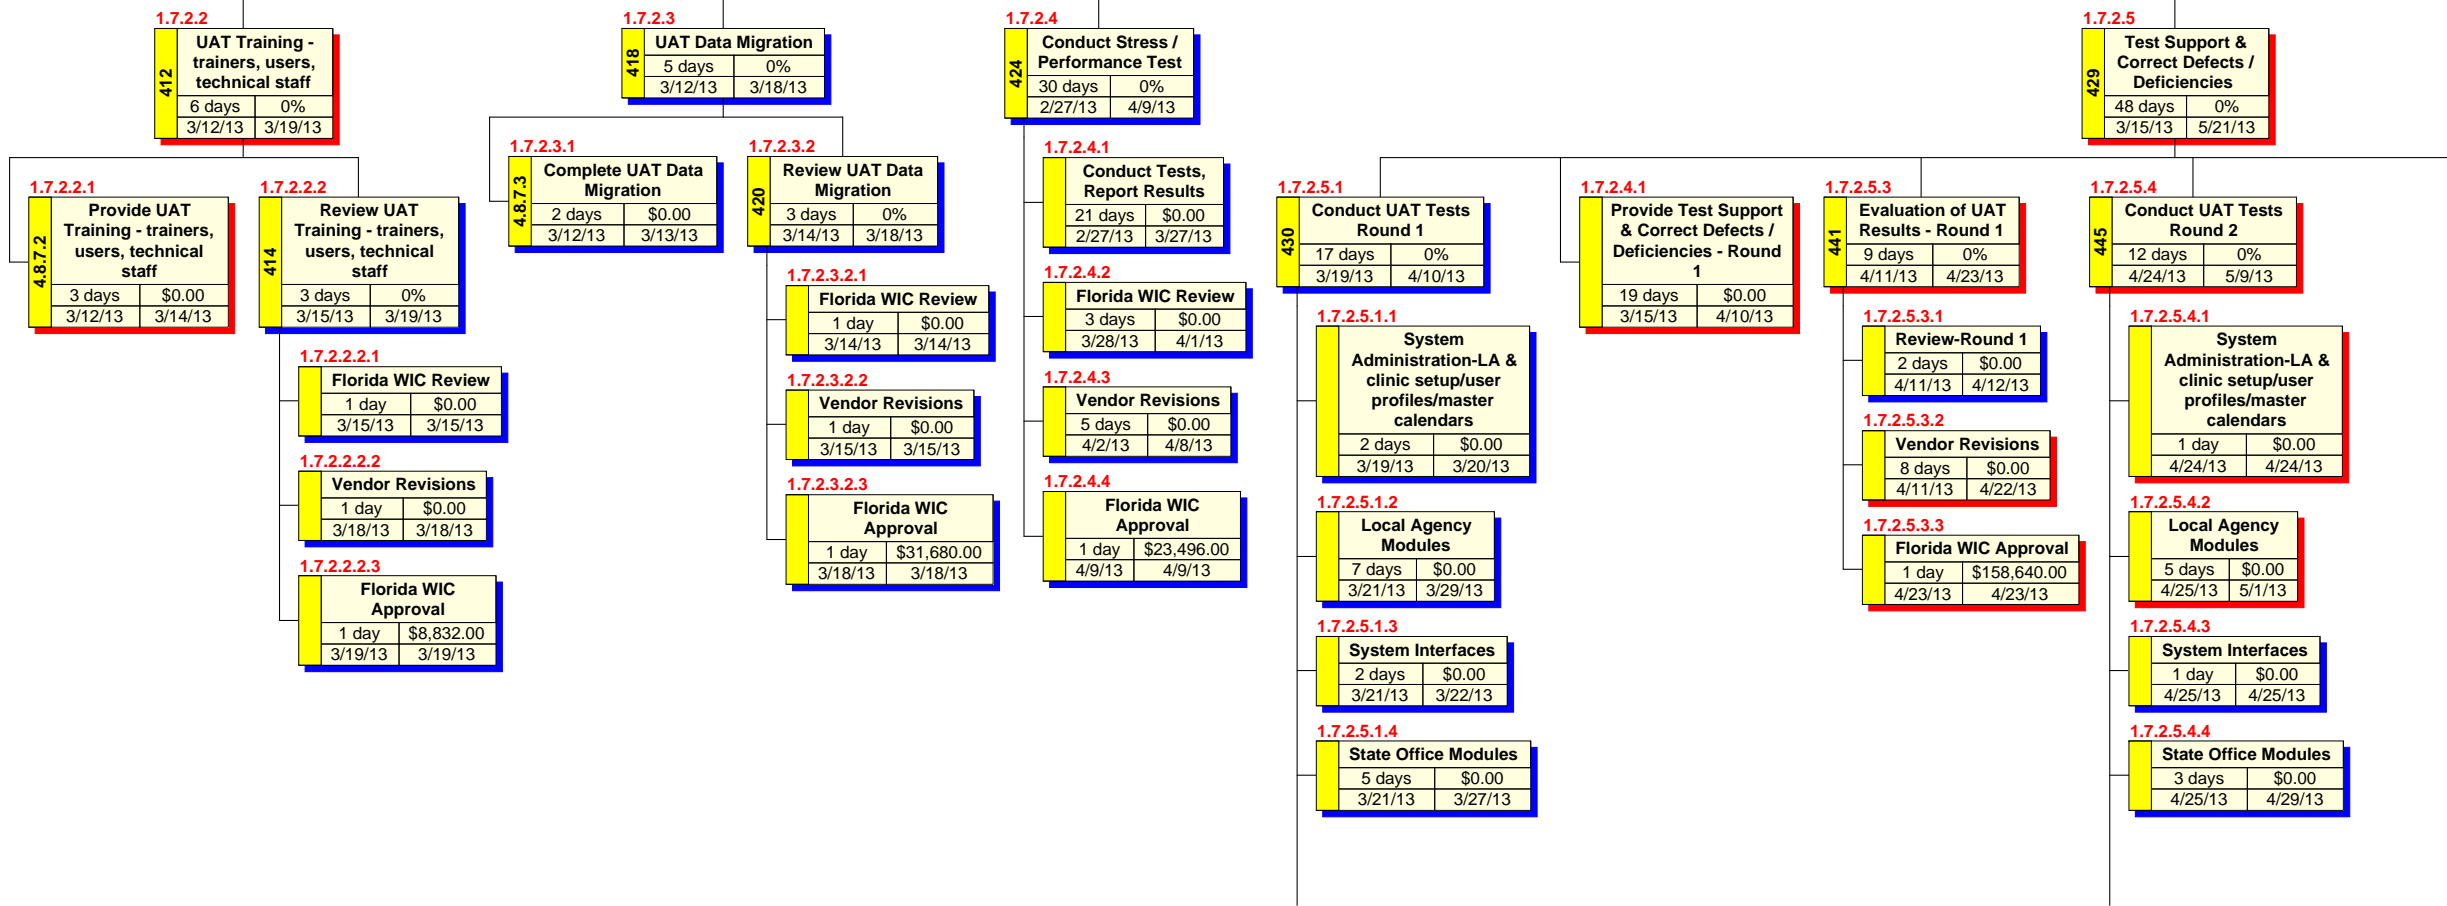 1.7.2.2
412
UAT Training -
trainers, users,
technical staff
6 days 0%
3/12/13 3/19/13
1.7.2.2.1
4.8.7.2
Provide UAT
Training - trainers,
users, technical
staff
3 days $0.00
3/12/13 3/14/13
1.7.2.2.2
414
Review UAT
Training - trainers,
users, technical
staff
3 days 0%
3/15/13 3/19/13
1.7.2.2.2.1
Florida WIC Review
1 day $0.00
3/15/13 3/15/13
1.7.2.2.2.2
Vendor Revisions
1 day $0.00
3/18/13 3/18/13
1.7.2.2.2.3
Florida WIC
Approval
1 day $8,832.00
3/19/13 3/19/13
1.7.2.3
418
UAT Data Migration
5 days 0%
3/12/13 3/18/13
1.7.2.3.1
4.8.7.3
Complete UAT Data
Migration
2 days $0.00
3/12/13 3/13/13
1.7.2.3.2
420
Review UAT Data
Migration
3 days 0%
3/14/13 3/18/13
1.7.2.3.2.1
Florida WIC Review
1 day $0.00
3/14/13 3/14/13
1.7.2.3.2.2
Vendor Revisions
1 day $0.00
3/15/13 3/15/13
1.7.2.3.2.3
Florida WIC
Approval
1 day $31,680.00
3/18/13 3/18/13
1.7.2.4
424
Conduct Stress /
Performance Test
30 days 0%
2/27/13 4/9/13
1.7.2.4.1
Conduct Tests,
Report Results
21 days $0.00
2/27/13 3/27/13
1.7.2.4.2
Florida WIC Review
3 days $0.00
3/28/13 4/1/13
1.7.2.4.3
Vendor Revisions
5 days $0.00
4/2/13 4/8/13
1.7.2.4.4
Florida WIC
Approval
1 day $23,496.00
4/9/13 4/9/13
1.7.2.5
429
Test Support &
Correct Defects /
Deficiencies
48 days 0%
3/15/13 5/21/13
1.7.2.5.1
430
Conduct UAT Tests
Round 1
17 days 0%
3/19/13 4/10/13
1.7.2.5.1.1
System
Administration-LA &
clinic setup/user
profiles/master
calendars
2 days $0.00
3/19/13 3/20/13
1.7.2.5.1.2
Local Agency
Modules
7 days $0.00
3/21/13 3/29/13
1.7.2.5.1.3
System Interfaces
2 days $0.00
3/21/13 3/22/13
1.7.2.5.1.4
State Office Modules
5 days $0.00
3/21/13 3/27/13
1.7.2.4.1
Provide Test Support
& Correct Defects /
Deficiencies - Round
1
19 days $0.00
3/15/13 4/10/13
1.7.2.5.3
441
Evaluation of UAT
Results - Round 1
9 days 0%
4/11/13 4/23/13
1.7.2.5.3.1
Review-Round 1
2 days $0.00
4/11/13 4/12/13
1.7.2.5.3.2
Vendor Revisions
8 days $0.00
4/11/13 4/22/13
1.7.2.5.3.3
Florida WIC Approval
1 day $158,640.00
4/23/13 4/23/13
1.7.2.5.4
445
Conduct UAT Tests
Round 2
12 days 0%
4/24/13 5/9/13
1.7.2.5.4.1
System
Administration-LA &
clinic setup/user
profiles/master
calendars
1 day $0.00
4/24/13 4/24/13
1.7.2.5.4.2
Local Agency
Modules
5 days $0.00
4/25/13 5/1/13
1.7.2.5.4.3
System Interfaces
1 day $0.00
4/25/13 4/25/13
1.7.2.5.4.4
State Office Modules
3 days $0.00
4/25/13 4/29/13